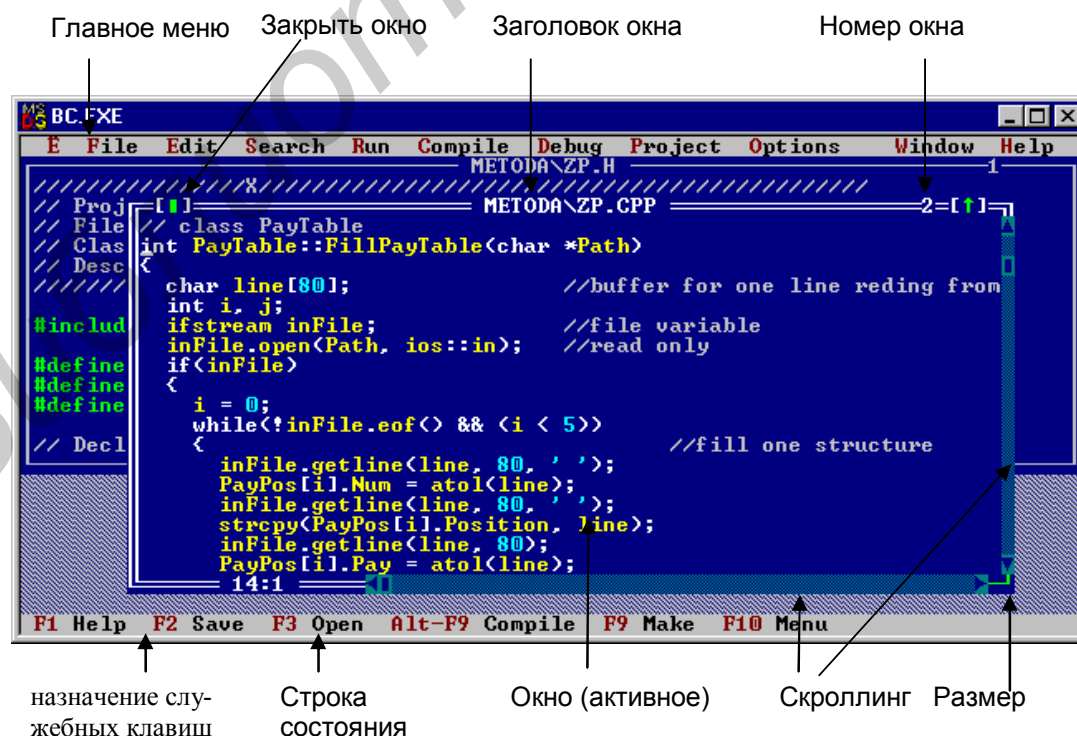 Главное меню Закрыть окно Заголовок окна Номер окна
BC.EXE
Ë File Edit Search Run Compile Debug Project Options Window Help
METODA\ZP.H 1
////////////////X///////////////////////////////////////////
// Proj [ ] METODA\ZP.CPP 2=[↑]
// File // class PayTable
// Clas int PayTable::FillPayTable(char *Path)
// Desc {
/////// char line[80]; //buffer for one line reding from
int i, j;
#includ ifstream inFile; //file variable
inFile.open(Path, ios::in); //read only
#define if(inFile)
#define {
#define i = 0;
while(!inFile.eof() && (i < 5))
// Decl { //fill one structure
inFile.getline(line, 80, ' ');
PayPos[i].Num = atol(line);
inFile.getline(line, 80, ' ');
strcpy(PayPos[i].Position, line);
inFile.getline(line, 80);
PayPos[i].Pay = atol(line);
14:1
F1 Help F2 Save F3 Open Alt-F9 Compile F9 Make F10 Menu
назначение слу-
жебных клавиш
Строка
состояния
Окно (активное)
Скроллинг
Размер